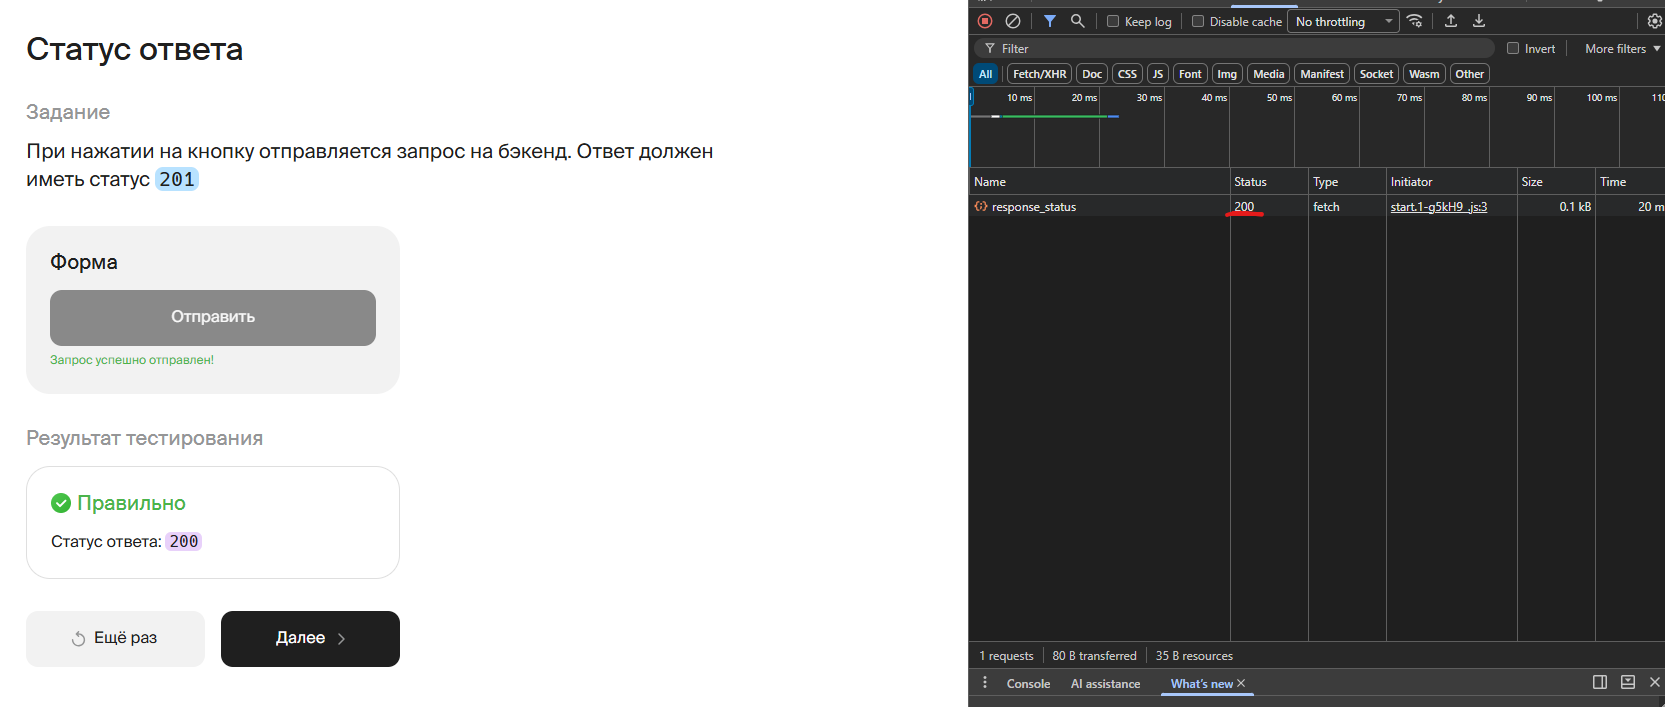 Статус ответа
Задание
При нажатии на кнопку отправляется запрос на бэкенд. Ответ должен
иметь статус 201
Форма
Отправить
Запрос успешно отправлен!
Результат тестирования
Правильно
Статус ответа: 200
Ещё раз
Далее
Keep log
Disable cache
No throttling
Filter
Invert
More filters
All
Fetch/XHR
Doc
CSS
JS
Font
Img
Media
Manifest
Socket
Wasm
Other
10 ms
20 ms
30 ms
40 ms
50 ms
60 ms
70 ms
80 ms
90 ms
100 ms
110
Name Status Type Initiator Size Time
response_status 200 fetch start.1-g5kH9_.js:3 0.1 kB 20 m
1 requests
80 B transferred
35 B resources
Console
AI assistance
What's new